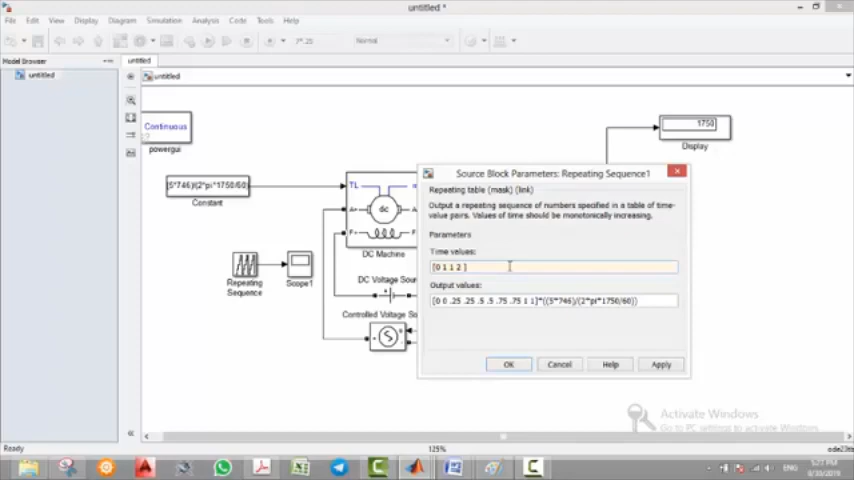 untitled *
File Edit View Display Diagram Simulation Analysis Code Tools Help
Normal
Model Browser
untitled
untitled
untitled
Continuous
powergui
[5*746)/(2*pi*1750/60)
Constant
TL
dc
A+
F+
DC Machine
Repeating
Sequence
Scope1
DC Voltage Sou
Controlled Voltage So
1750
Display
Source Block Parameters: Repeating Sequence1
Repeating table (mask) (link)
Output a repeating sequence of numbers specified in a table of time-
value pairs. Values of time should be monotonically increasing.
Parameters
Time values:
[0 1 1 2 ]
Output values:
[0 0 .25 .25 .5 .5 .75 .75 1 1]*((5*746)/(2*pi*1750/60))
OK Cancel Help Apply
Activate Windows
Go to PC settings to activate Windows.
Ready
125%
ENG
5:27 PM